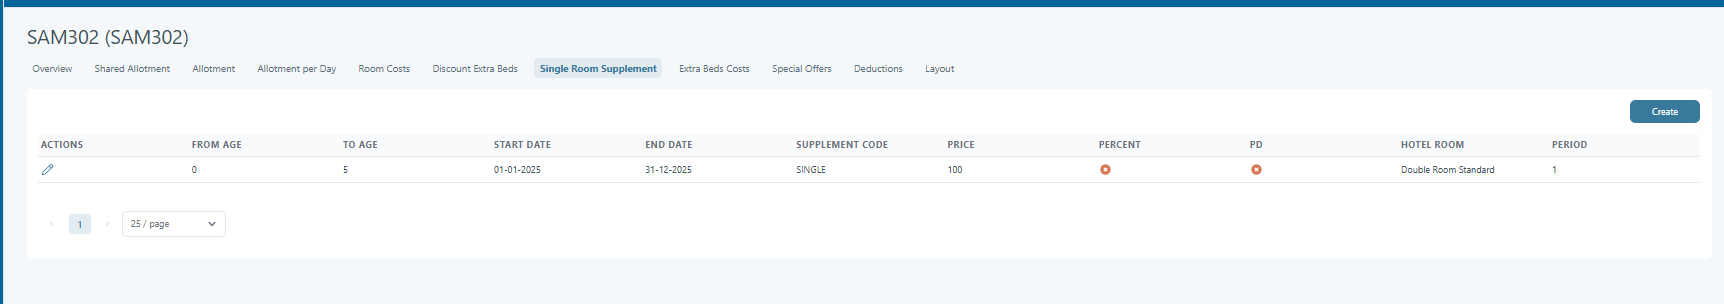 SAM302 (SAM302)
Overview Shared Allotment Allotment Allotment per Day Room Costs Discount Extra Beds Single Room Supplement Extra Beds Costs Special Offers Deductions Layout
Create
ACTIONS FROM AGE TO AGE START DATE END DATE SUPPLEMENT CODE PRICE PERCENT PD HOTEL ROOM PERIOD
0 5 01-01-2025 31-12-2025 SINGLE 100 Double Room Standard 1
1 25 / page